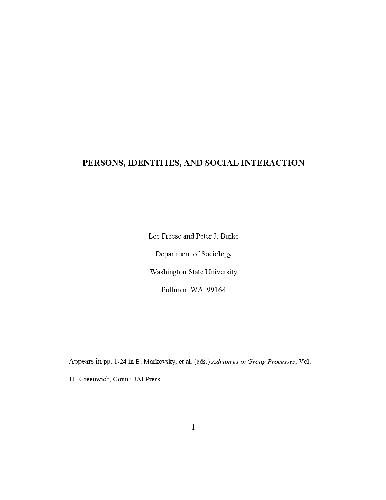 PERSONS, IDENTITIES, AND SOCIAL INTERACTION
Lee Freese and Peter J. Burke
Department of Sociology
Washington State University
Pullman, WA 99164
Appears in pp. 1-24 in B. Markovsky, et al. (eds.) Advances in Group Processes, Vol.
11. Greenwich, Conn.: JAI Press
1